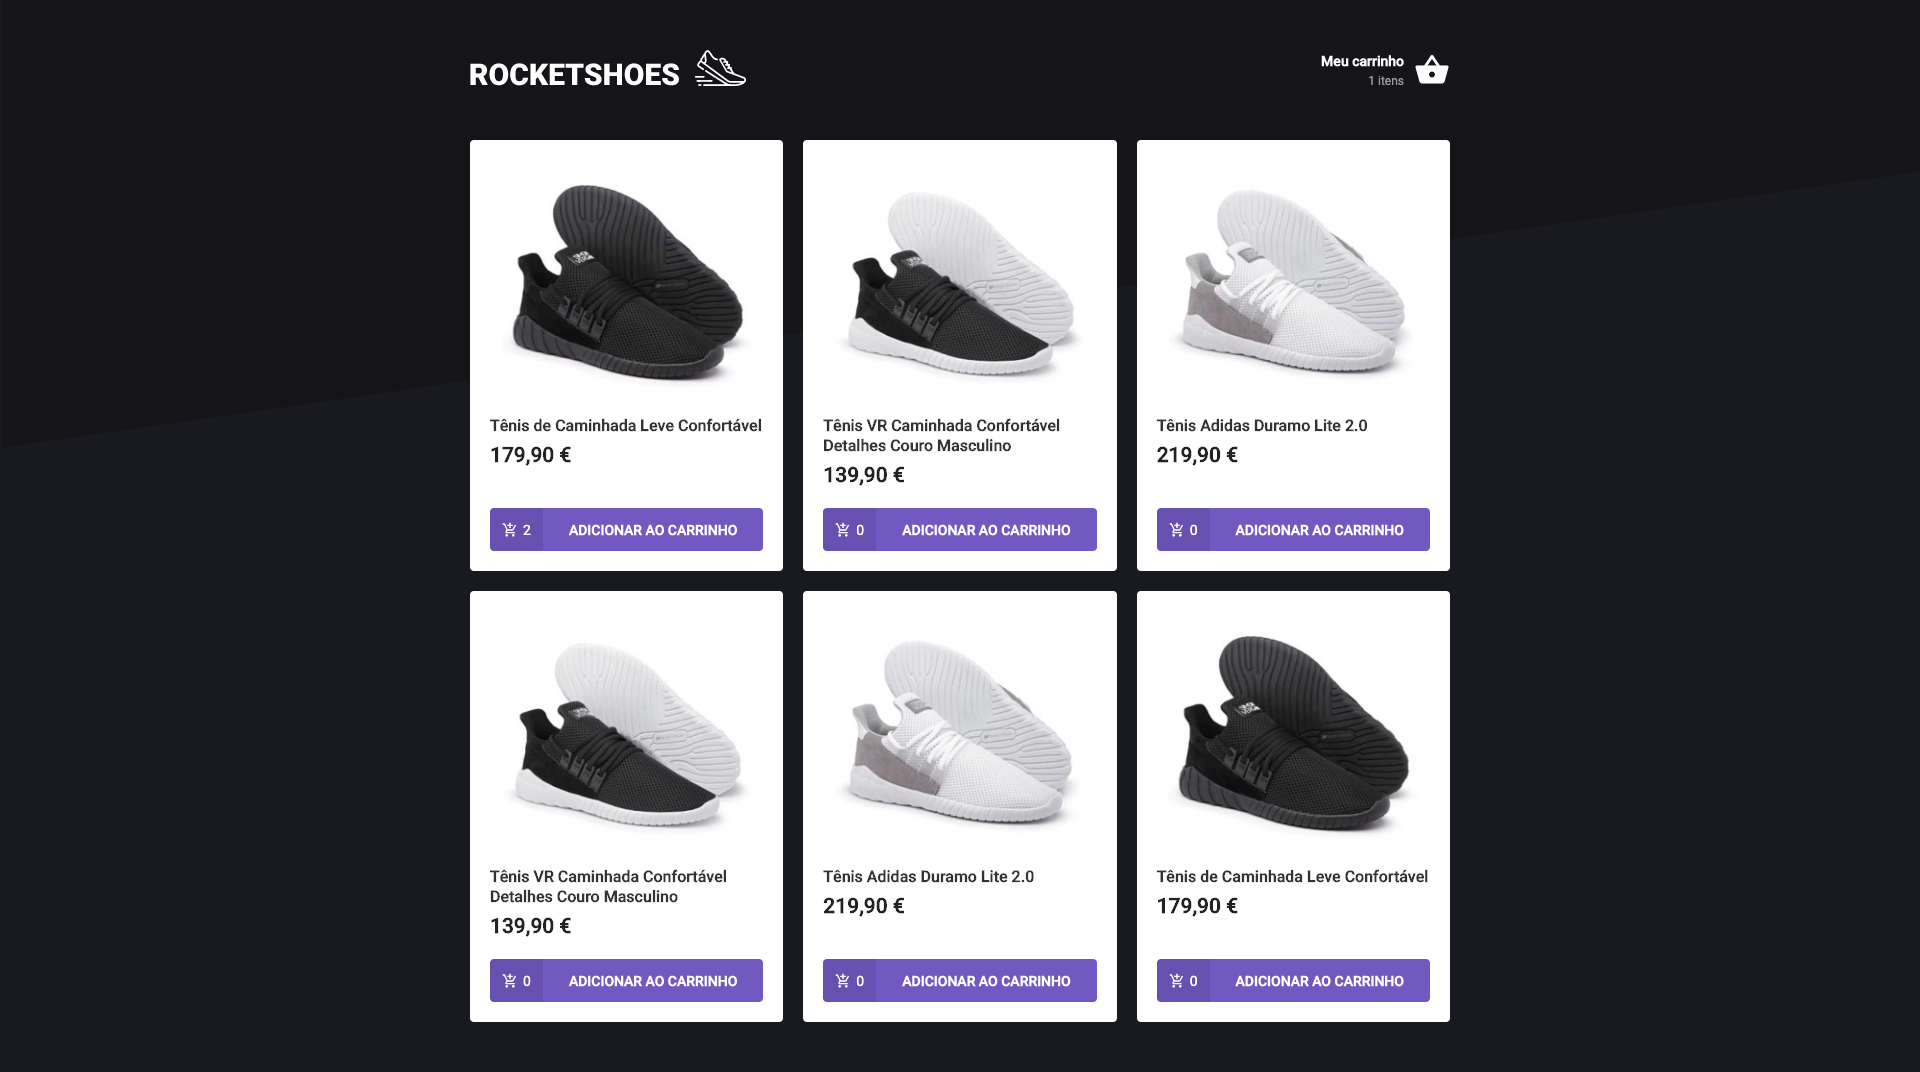 ROCKETSHOES
Meu carrinho
1 itens
Tênis de Caminhada Leve Confortável
179,90 €
2 ADICIONAR AO CARRINHO
Tênis VR Caminhada Confortável
Detalhes Couro Masculino
139,90 €
0 ADICIONAR AO CARRINHO
Tênis Adidas Duramo Lite 2.0
219,90 €
0 ADICIONAR AO CARRINHO
Tênis VR Caminhada Confortável
Detalhes Couro Masculino
139,90 €
0 ADICIONAR AO CARRINHO
Tênis Adidas Duramo Lite 2.0
219,90 €
0 ADICIONAR AO CARRINHO
Tênis de Caminhada Leve Confortável
179,90 €
0 ADICIONAR AO CARRINHO